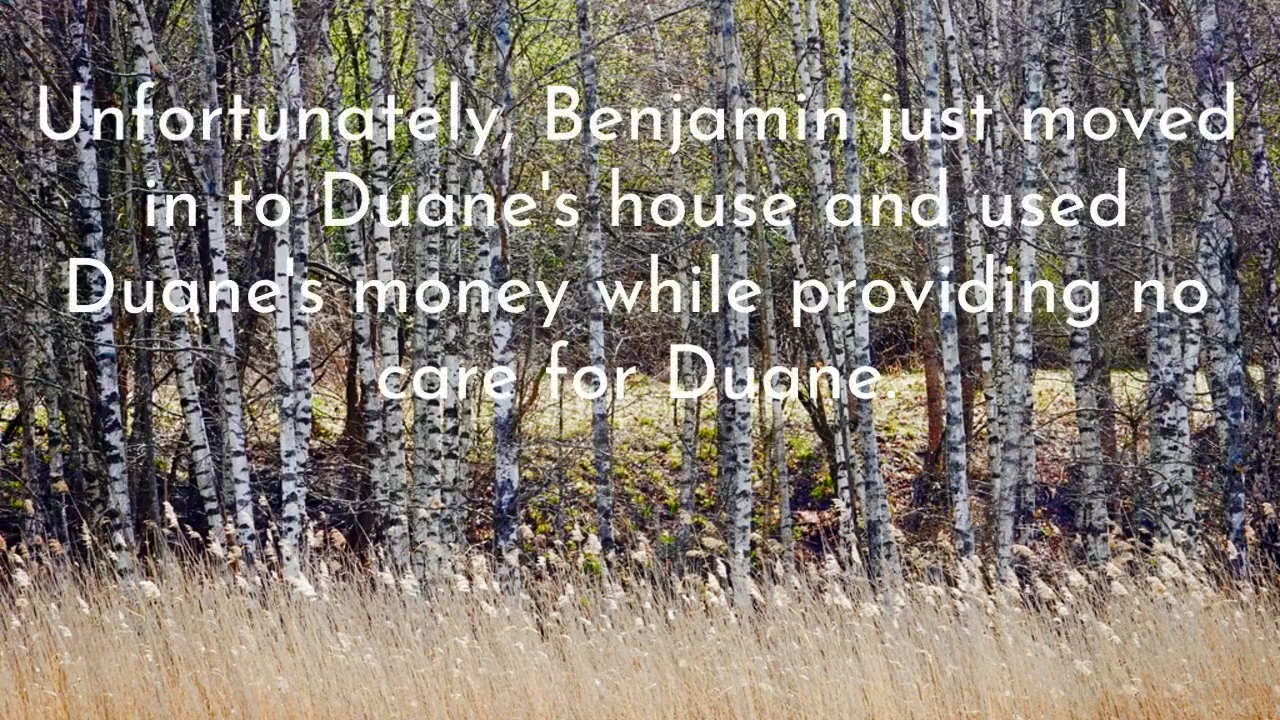 Unfortunately, Benjamin just moved
in to Duane's house and used
Duane's money while providing no
care for Duane.